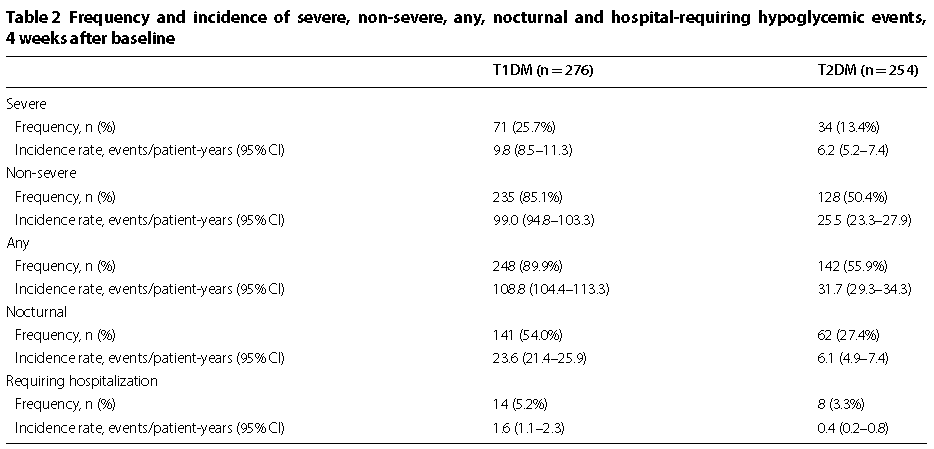 Table 2 Frequency and incidence of severe, non-severe, any, nocturnal and hospital-requiring hypoglycemic events,
4 weeks after baseline
T1DM (n = 276) T2DM (n = 254)
Severe
Frequency, n (%) 71 (25.7%) 34 (13.4%)
Incidence rate, events/patient-years (95% CI) 9.8 (8.5–11.3) 6.2 (5.2–7.4)
Non-severe
Frequency, n (%) 235 (85.1%) 128 (50.4%)
Incidence rate, events/patient-years (95% CI) 99.0 (94.8–103.3) 25.5 (23.3–27.9)
Any
Frequency, n (%) 248 (89.9%) 142 (55.9%)
Incidence rate, events/patient-years (95% CI) 108.8 (104.4–113.3) 31.7 (29.3–34.3)
Nocturnal
Frequency, n (%) 141 (54.0%) 62 (27.4%)
Incidence rate, events/patient-years (95% CI) 23.6 (21.4–25.9) 6.1 (4.9–7.4)
Requiring hospitalization
Frequency, n (%) 14 (5.2%) 8 (3.3%)
Incidence rate, events/patient-years (95% CI) 1.6 (1.1–2.3) 0.4 (0.2–0.8)